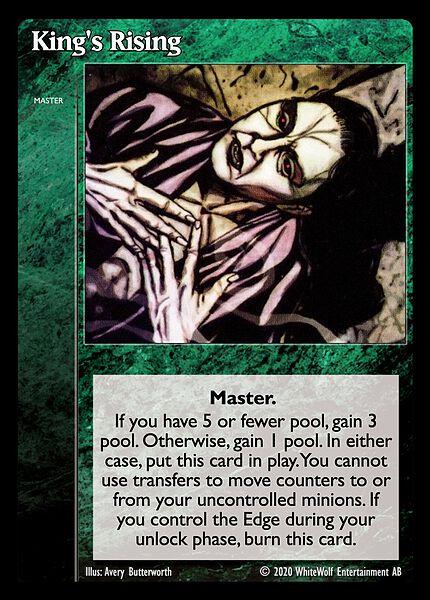 King's Rising
MASTER
Master.
If you have 5 or fewer pool, gain 3
pool. Otherwise, gain 1 pool. In either
case, put this card in play. You cannot
use transfers to move counters to or
from your uncontrolled minions. If
you control the Edge during your
unlock phase, burn this card.
Illus: Avery Butterworth
© 2020 WhiteWolf Entertainment AB